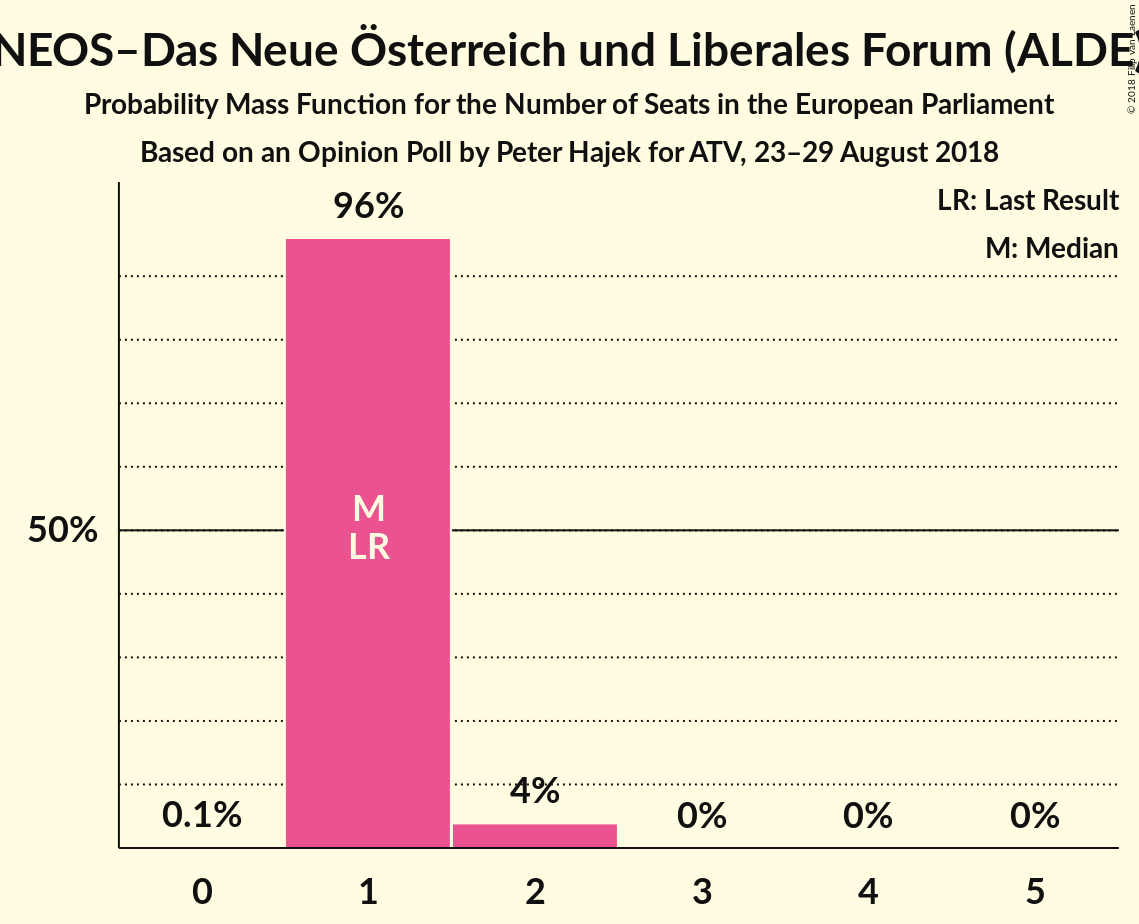 NEOS–Das Neue Österreich und Liberales Forum (ALDE)
© 2018 Filip van Laenen
Probability Mass Function for the Number of Seats in the European Parliament
Based on an Opinion Poll by Peter Hajek for ATV, 23–29 August 2018
LR: Last Result
M: Median
96%
M
LR
50%
0.1%
4%
0%
0%
0%
0 1 2 3 4 5